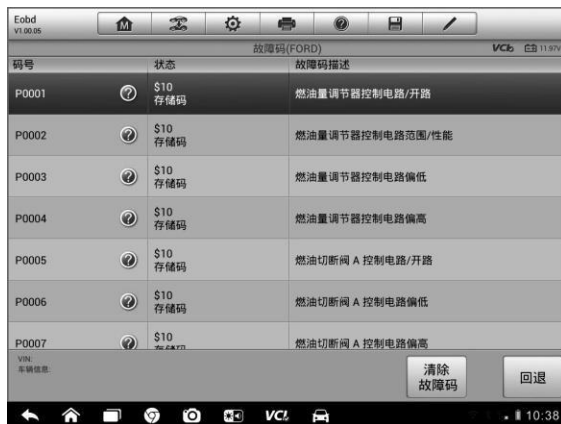 Eobd
V1.00.05
故障码(FORD)
VCI
11.97V
码号 状态 故障码描述
P0001 $10 存储码 燃油量调节器控制电路/开路
P0002 $10 存储码 燃油量调节器控制电路范围/性能
P0003 $10 存储码 燃油量调节器控制电路偏低
P0004 $10 存储码 燃油量调节器控制电路偏高
P0005 $10 存储码 燃油切断阀 A 控制电路/开路
P0006 $10 存储码 燃油切断阀 A 控制电路偏低
P0007 $10 存储码 燃油切断阀 A 控制电路偏高
VIN:
车辆信息:
清除
故障码
回退
VCI
10:38